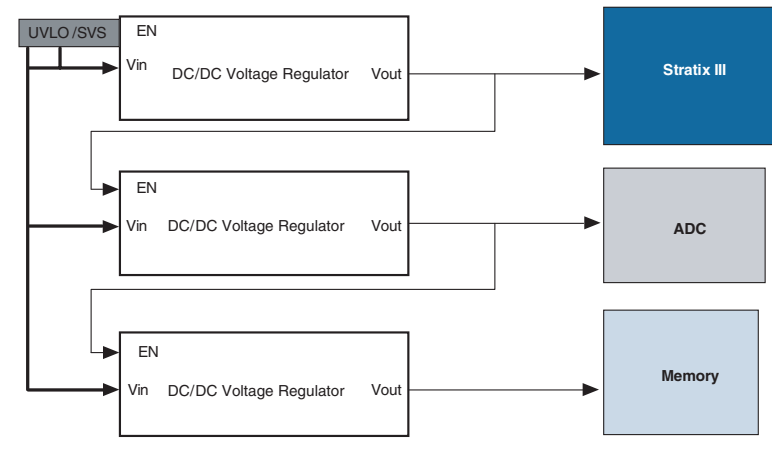 UVLO/SVS
EN
Vin
DC/DC Voltage Regulator
Vout
Stratix III
EN
Vin
DC/DC Voltage Regulator
Vout
ADC
EN
Vin
DC/DC Voltage Regulator
Vout
Memory